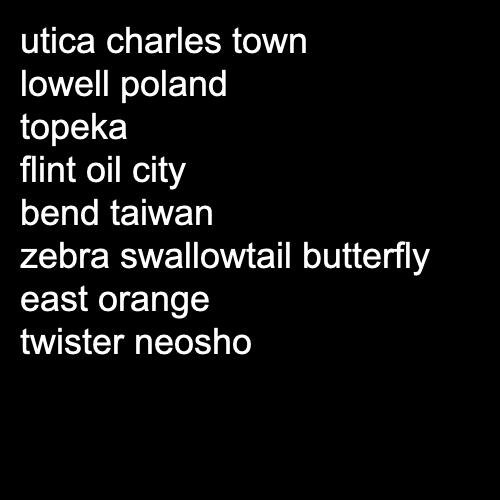 utica charles town
lowell poland
topeka
flint oil city
bend taiwan
zebra swallowtail butterfly
east orange
twister neosho